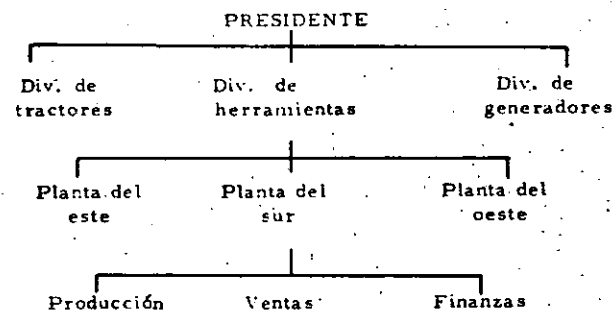 PRESIDENTE
Div. de Div. de Div. de
tractores herramientas generadores
Planta del Planta del Planta del
este sur oeste
Producción Ventas Finanzas